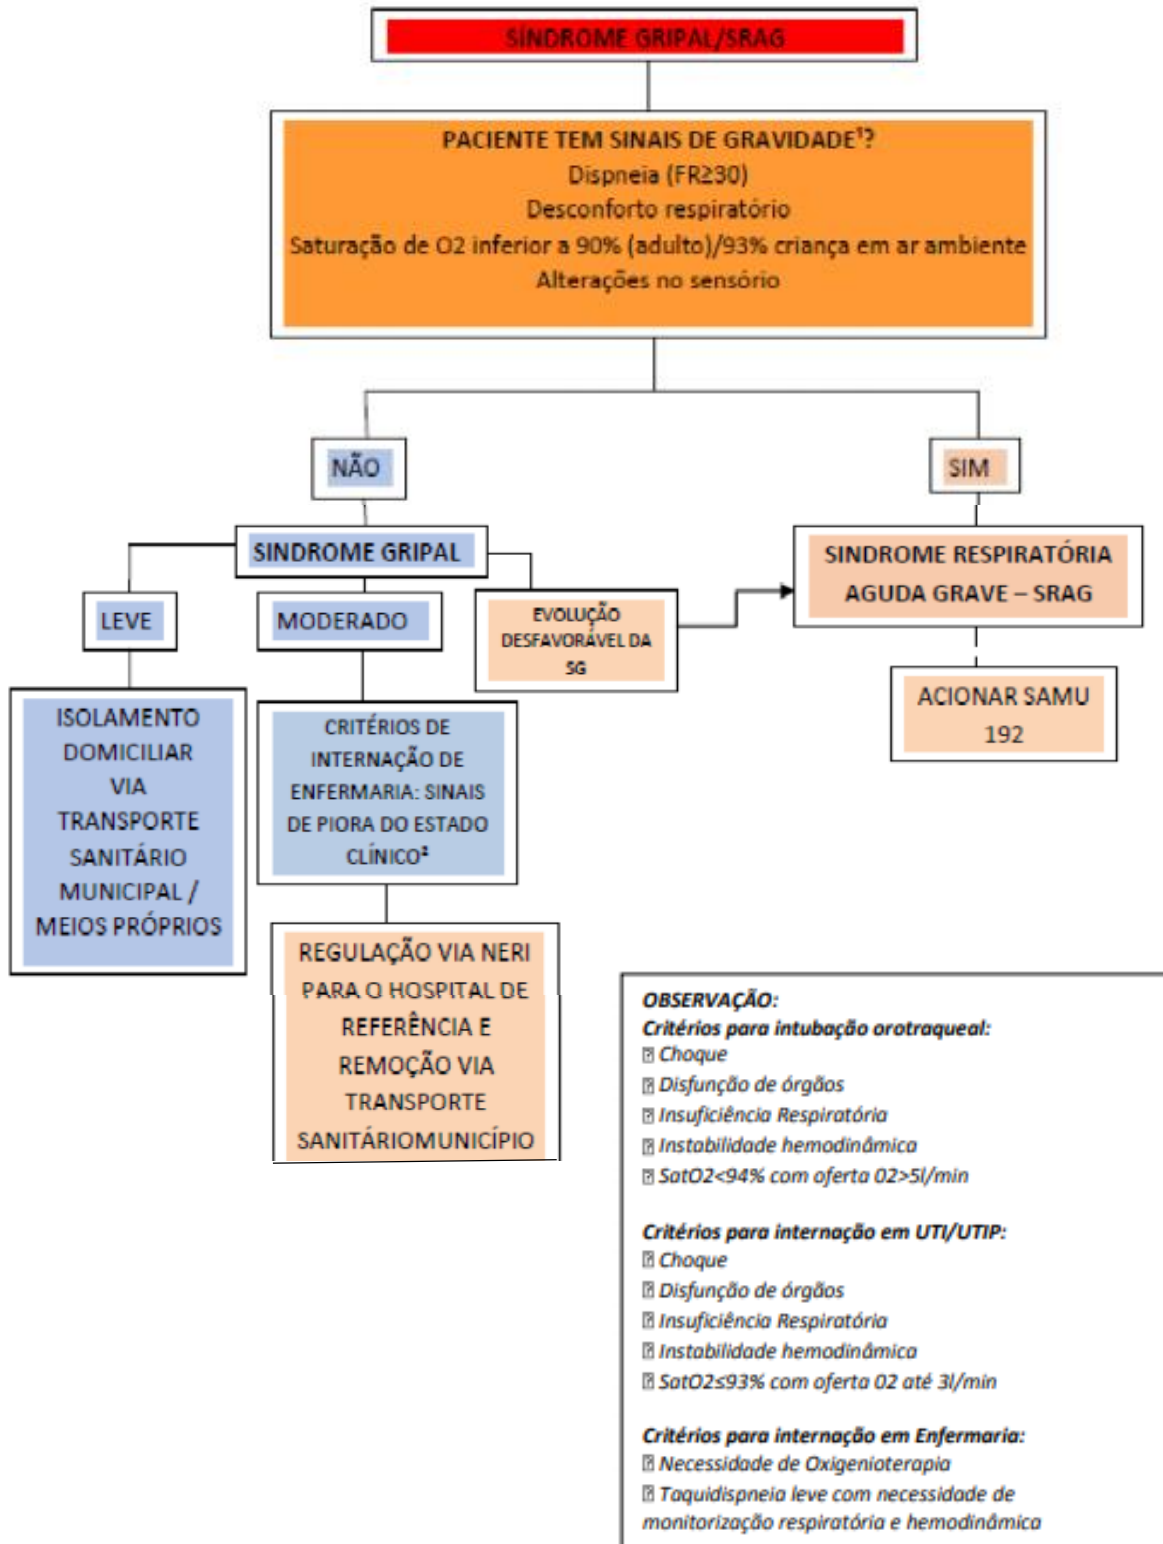 SÍNDROME GRIPAL/SRAG
PACIENTE TEM SINAIS DE GRAVIDADE¹?
Dispneia (FR≥30)
Desconforto respiratório
Saturação de O2 inferior a 90% (adulto)/93% criança em ar ambiente
Alterações no sensório
NÃO
SIM
SINDROME GRIPAL
SINDROME RESPIRATÓRIA
AGUDA GRAVE – SRAG
LEVE
MODERADO
EVOLUÇÃO
DESFAVORÁVEL DA
SG
ACIONAR SAMU
192
ISOLAMENTO
DOMICILIAR
VIA
TRANSPORTE
SANITÁRIO
MUNICIPAL /
MEIOS PRÓPRIOS
CRITÉRIOS DE
INTERNAÇÃO DE
ENFERMARIA: SINAIS
DE PIORA DO ESTADO
CLÍNICO²
REGULAÇÃO VIA NERI
PARA O HOSPITAL DE
REFERÊNCIA E
REMOÇÃO VIA
TRANSPORTE
SANITÁRIOMUNICÍPIO
OBSERVAÇÃO:
Critérios para intubação orotraqueal:
Choque
Disfunção de órgãos
Insuficiência Respiratória
Instabilidade hemodinâmica
SatO2<94% com oferta 02>5l/min
Critérios para internação em UTI/UTIP:
Choque
Disfunção de órgãos
Insuficiência Respiratória
Instabilidade hemodinâmica
SatO2≤93% com oferta 02 até 3l/min
Critérios para internação em Enfermaria:
Necessidade de Oxigenioterapia
Taquidispneia leve com necessidade de
monitorização respiratória e hemodinâmica